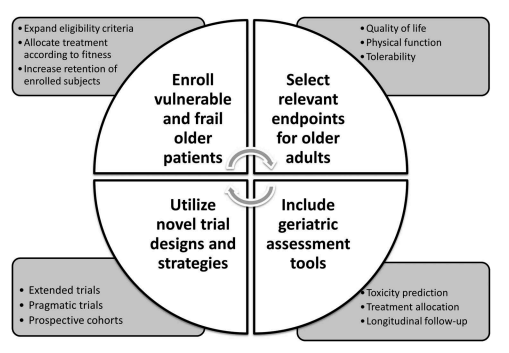 • Expand eligibility criteria
• Allocate treatment
according to fitness
• Increase retention of
enrolled subjects
• Quality of life
• Physical function
• Tolerability
Enroll
vulnerable
and frail
older
patients
Select
relevant
endpoints
for older
adults
Utilize
novel trial
designs and
strategies
Include
geriatric
assessment
tools
• Extended trials
• Pragmatic trials
• Prospective cohorts
• Toxicity prediction
• Treatment allocation
• Longitudinal follow-up